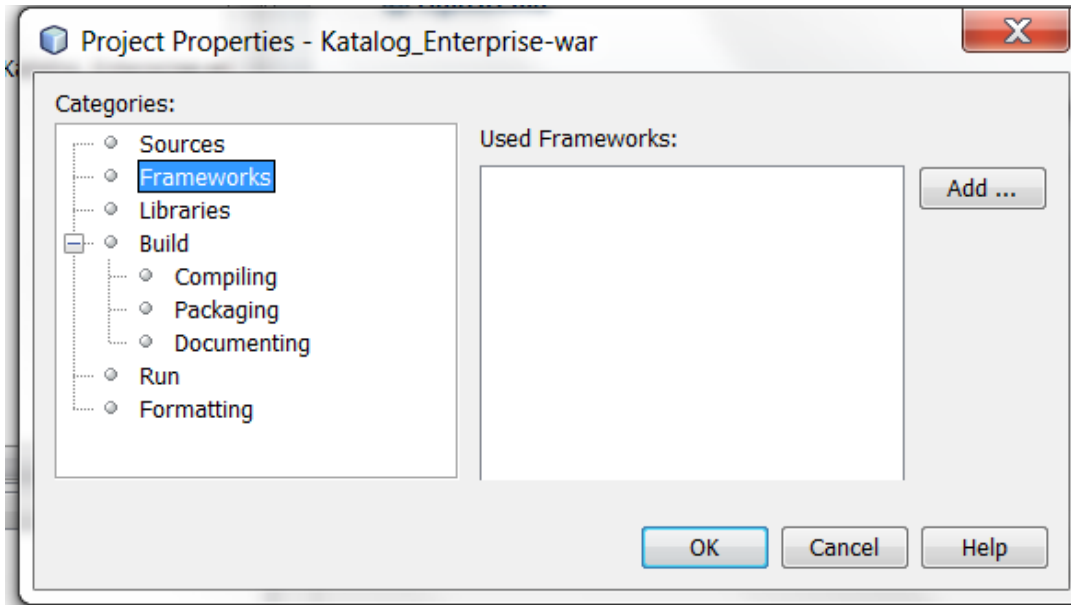 Project Properties - Katalog_Enterprise-war
Categories:
Sources
Frameworks
Libraries
Build
Compiling
Packaging
Documenting
Run
Formatting
Used Frameworks:
Add ...
OK
Cancel
Help